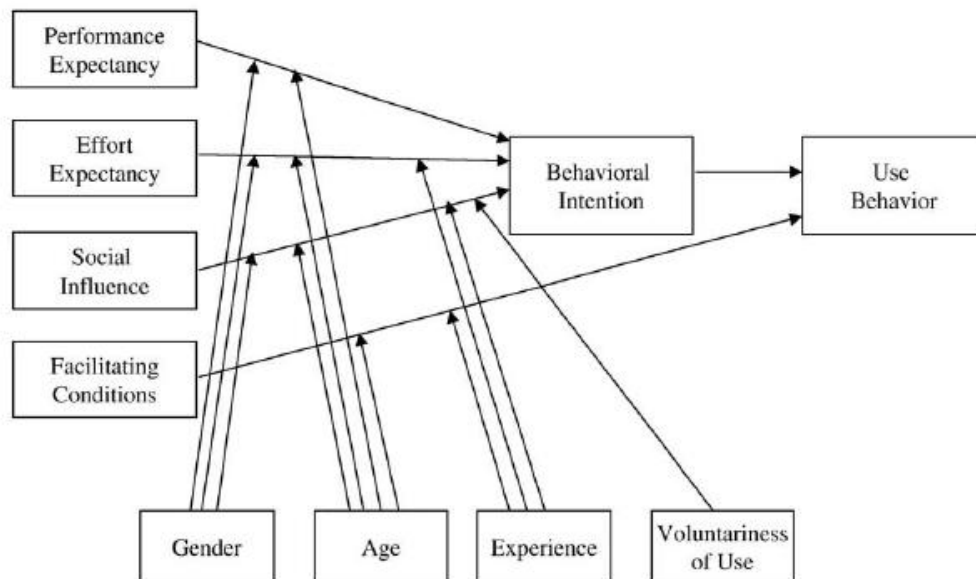 Performance
Expectancy
Effort
Expectancy
Behavioral
Intention
Use
Behavior
Social
Influence
Facilitating
Conditions
Gender
Age
Experience
Voluntariness
of Use